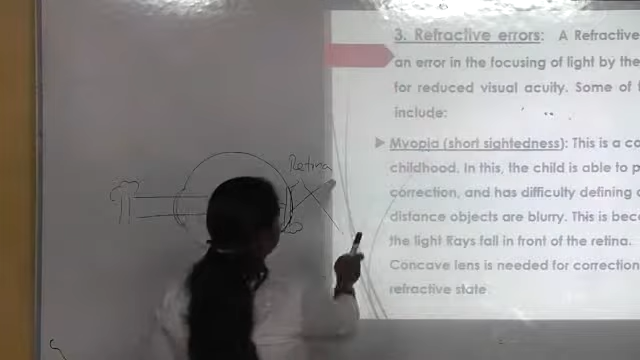 3. Refractive errors: A Refractive
an error in the focusing of light by the
for reduced visual acuity. Some of
include:
Retina
Myopia (short sightedness): This is a
childhood. In this, the child is able to
correction, and has difficulty defining
distance objects are blurry. This is
the light Rays fall in front of the retina.
Concave lens is needed for correction
refractive state